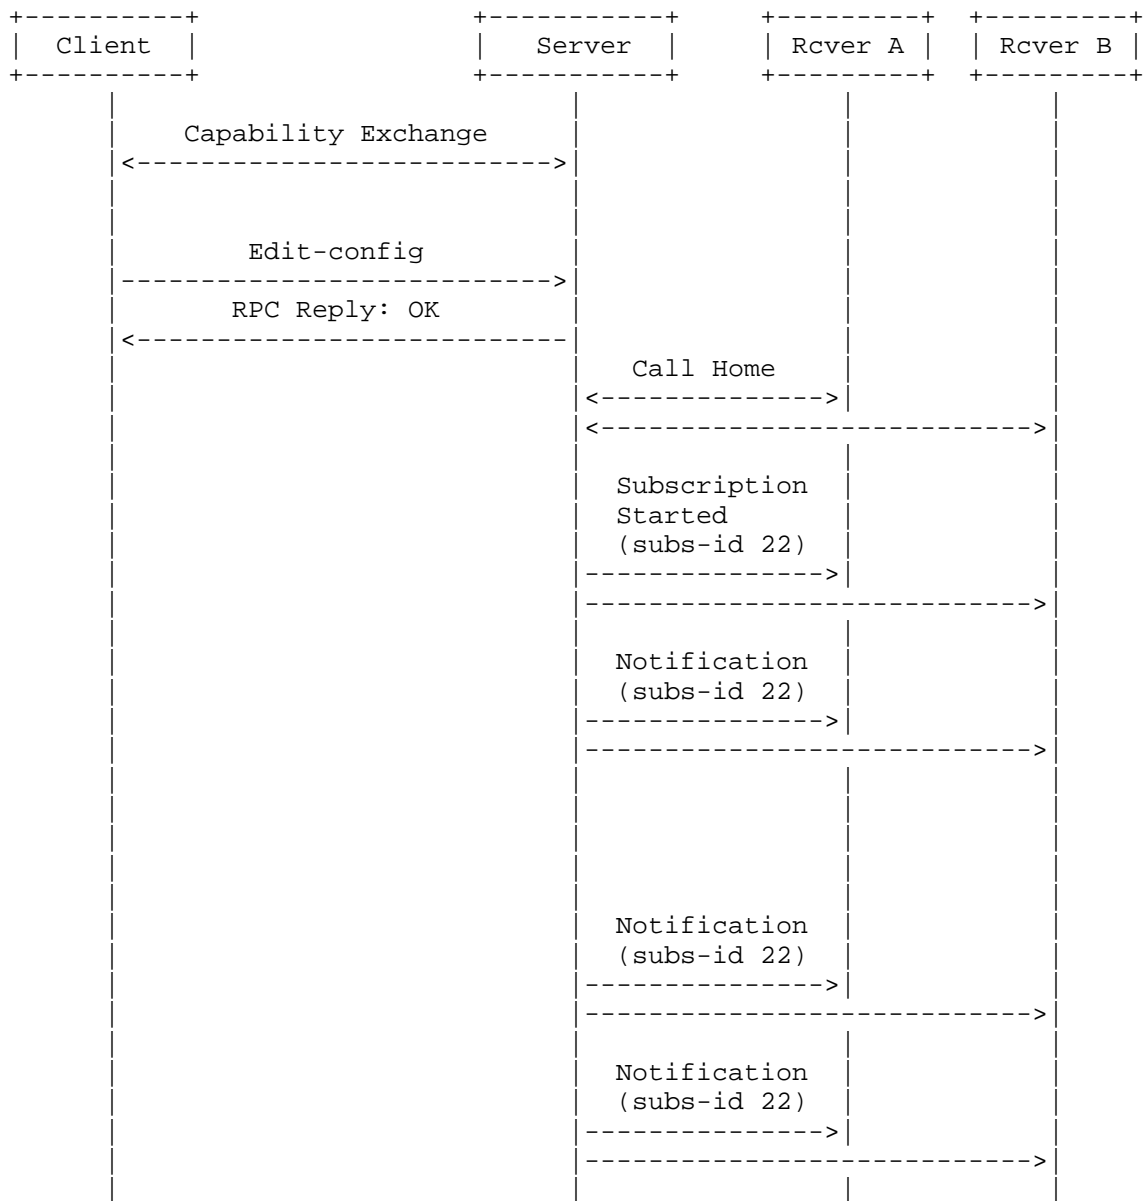 Client Server Rcver A Rcver B
Capability Exchange
Edit-config
RPC Reply: OK
Call Home
Subscription
Started
(subs-id 22)
Notification
(subs-id 22)
Notification
(subs-id 22)
Notification
(subs-id 22)